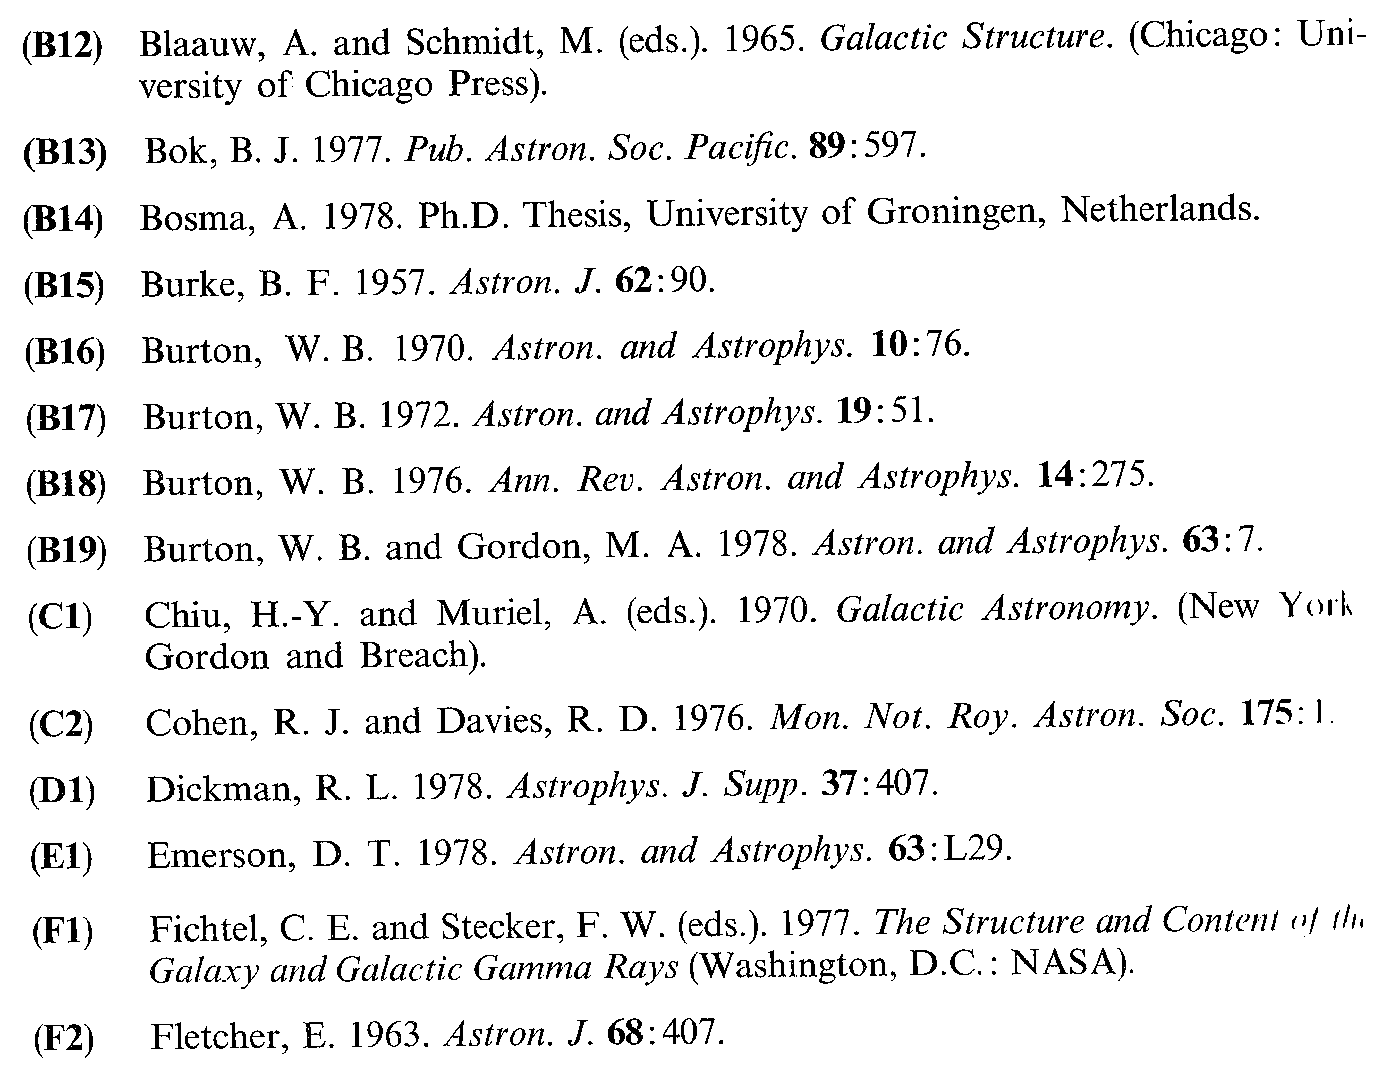 (B12) Blaauw, A. and Schmidt, M. (eds.). 1965. Galactic Structure. (Chicago: Uni-
versity of Chicago Press).
(B13) Bok, B. J. 1977. Pub. Astron. Soc. Pacific. 89:597.
(B14) Bosma, A. 1978. Ph.D. Thesis, University of Groningen, Netherlands.
(B15) Burke, B. F. 1957. Astron. J. 62:90.
(B16) Burton, W. B. 1970. Astron. and Astrophys. 10:76.
(B17) Burton, W. B. 1972. Astron. and Astrophys. 19:51.
(B18) Burton, W. B. 1976. Ann. Rev. Astron. and Astrophys. 14:275.
(B19) Burton, W. B. and Gordon, M. A. 1978. Astron. and Astrophys. 63:7.
(C1) Chiu, H.-Y. and Muriel, A. (eds.). 1970. Galactic Astronomy. (New York
Gordon and Breach).
(C2) Cohen, R. J. and Davies, R. D. 1976. Mon. Not. Roy. Astron. Soc. 175:1.
(D1) Dickman, R. L. 1978. Astrophys. J. Supp. 37:407.
(E1) Emerson, D. T. 1978. Astron. and Astrophys. 63:L29.
(F1) Fichtel, C. E. and Stecker, F. W. (eds.). 1977. The Structure and Content of the
Galaxy and Galactic Gamma Rays (Washington, D.C.: NASA).
(F2) Fletcher, E. 1963. Astron. J. 68:407.